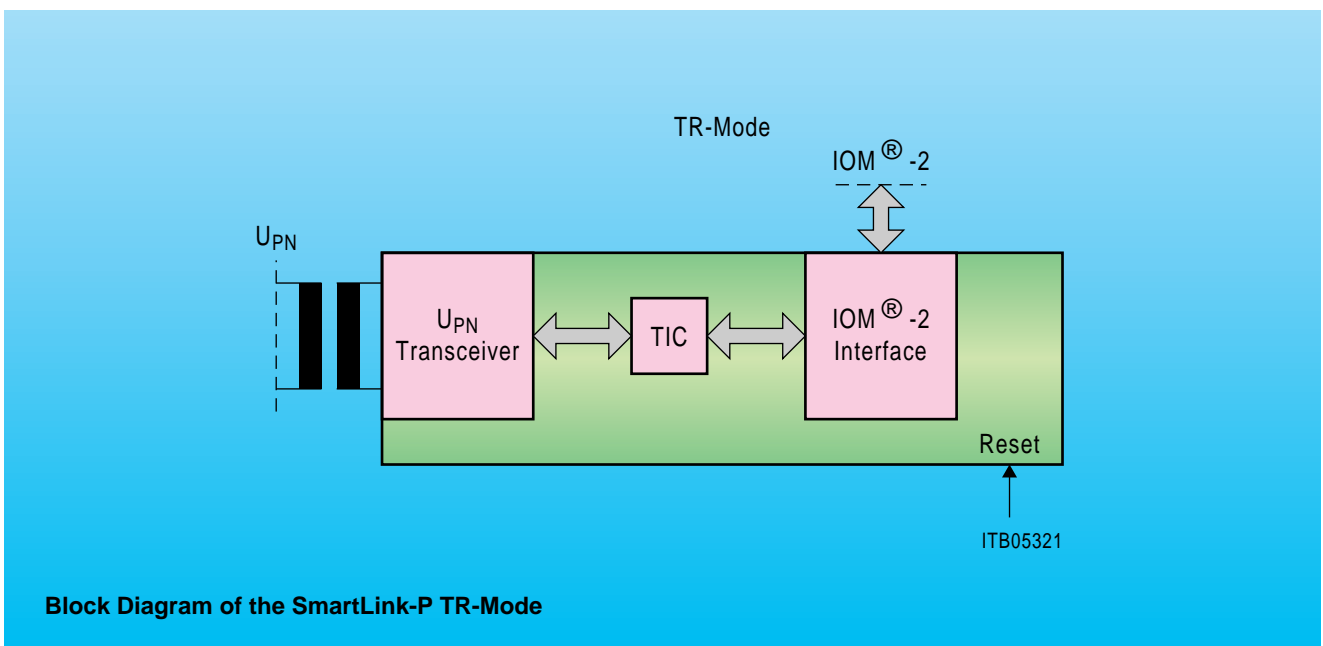 TR-Mode
IOM ® -2
UPN
UPN
Transceiver
TIC
IOM ® -2
Interface
Reset
ITB05321
Block Diagram of the SmartLink-P TR-Mode